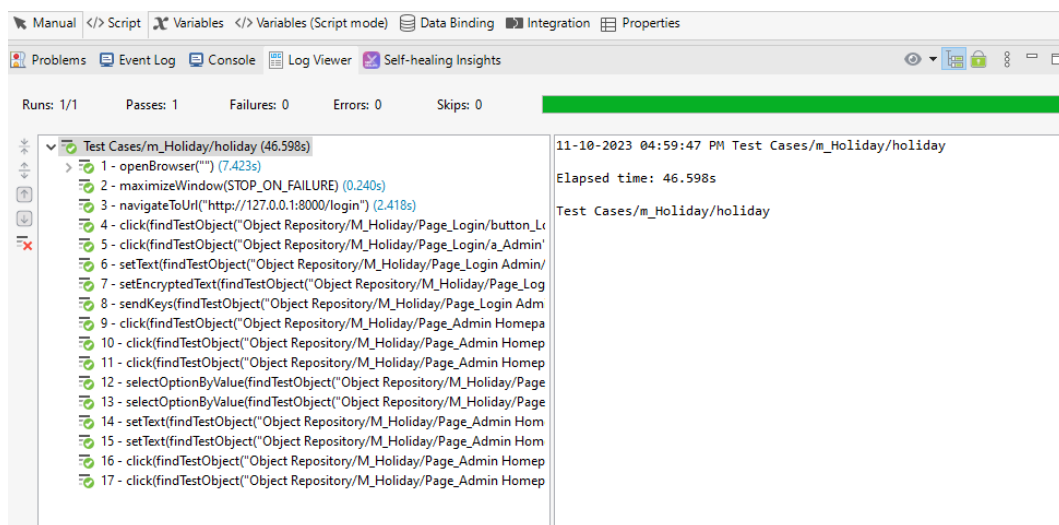 Manual </> Script Variables </> Variables (Script mode) Data Binding Integration Properties
Problems Event Log Console Log Viewer Self-healing Insights
Runs: 1/1 Passes: 1 Failures: 0 Errors: 0 Skips: 0
Test Cases/m_Holiday/holiday (46.598s)
1 - openBrowser("") (7.423s)
2 - maximizeWindow(STOP_ON_FAILURE) (0.240s)
3 - navigateToUrl("http://127.0.0.1:8000/login") (2.418s)
4 - click(findTestObject("Object Repository/M_Holiday/Page_Login/button_Lo
5 - click(findTestObject("Object Repository/M_Holiday/Page_Login/a_Admin"
6 - setText(findTestObject("Object Repository/M_Holiday/Page_Login Admin/
7 - setEncryptedText(findTestObject("Object Repository/M_Holiday/Page_Log
8 - sendKeys(findTestObject("Object Repository/M_Holiday/Page_Login Adm
9 - click(findTestObject("Object Repository/M_Holiday/Page_Admin Homepa
10 - click(findTestObject("Object Repository/M_Holiday/Page_Admin Homep
11 - click(findTestObject("Object Repository/M_Holiday/Page_Admin Homep
12 - selectOptionByValue(findTestObject("Object Repository/M_Holiday/Page
13 - selectOptionByValue(findTestObject("Object Repository/M_Holiday/Page
14 - setText(findTestObject("Object Repository/M_Holiday/Page_Admin Hom
15 - setText(findTestObject("Object Repository/M_Holiday/Page_Admin Hom
16 - click(findTestObject("Object Repository/M_Holiday/Page_Admin Homep
17 - click(findTestObject("Object Repository/M_Holiday/Page_Admin Homep
11-10-2023 04:59:47 PM Test Cases/m_Holiday/holiday
Elapsed time: 46.598s
Test Cases/m_Holiday/holiday